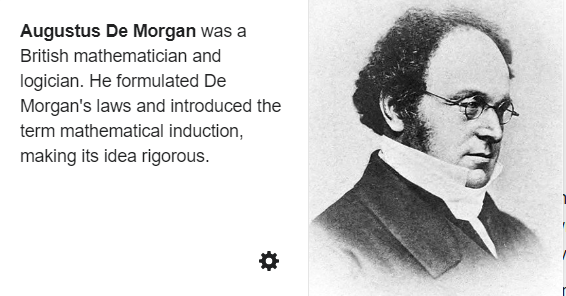 Augustus De Morgan was a
British mathematician and
logician. He formulated De
Morgan's laws and introduced the
term mathematical induction,
making its idea rigorous.